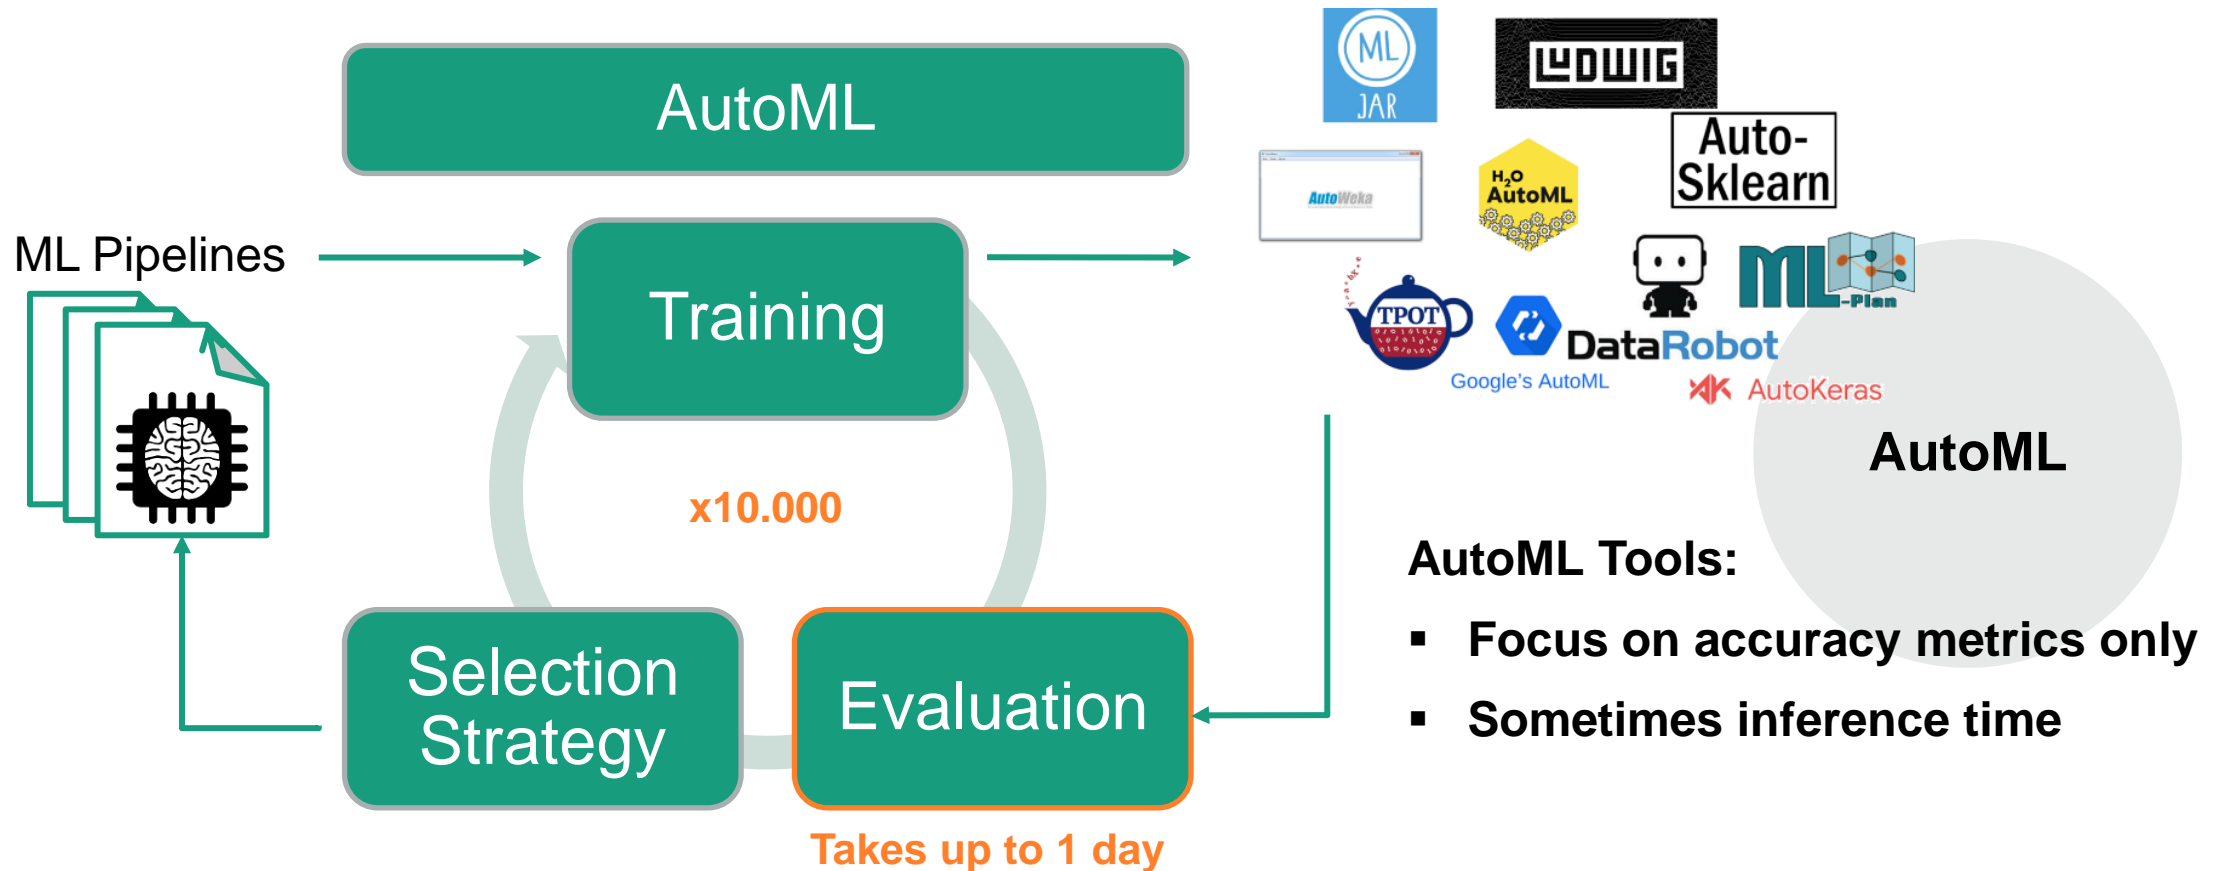 AutoML
ML Pipelines
Training
x10.000
Selection
Strategy
Evaluation
Takes up to 1 day
ML
JAR
LUDWIG
Auto-
Sklearn
AutoWeka
H2O
AutoML
ML
-Plan
TPOT
DataRobot
Google's AutoML
AutoKeras
AutoML
AutoML Tools:
▪ Focus on accuracy metrics only
▪ Sometimes inference time